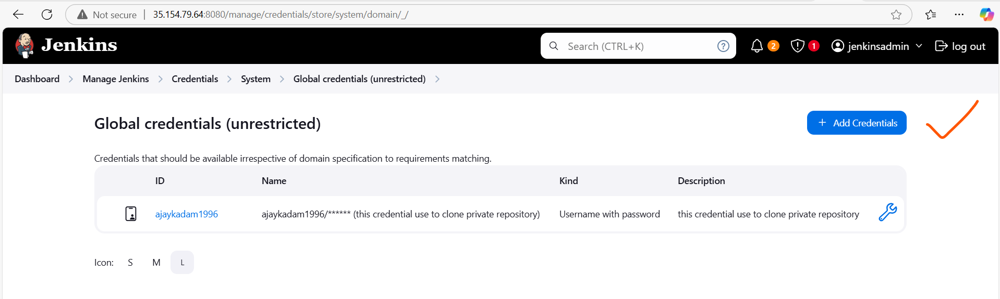 Not secure 35.154.79.64:8080/manage/credentials/store/system/domain/_/
Jenkins Search (CTRL+K) ? 2 1 jenkinsadmin log out
Dashboard Manage Jenkins Credentials System Global credentials (unrestricted)
Global credentials (unrestricted) + Add Credentials
Credentials that should be available irrespective of domain specification to requirements matching.
ID Name Kind Description
ajaykadam1996 ajaykadam1996/****** (this credential use to clone private repository) Username with password this credential use to clone private repository
Icon: S M L